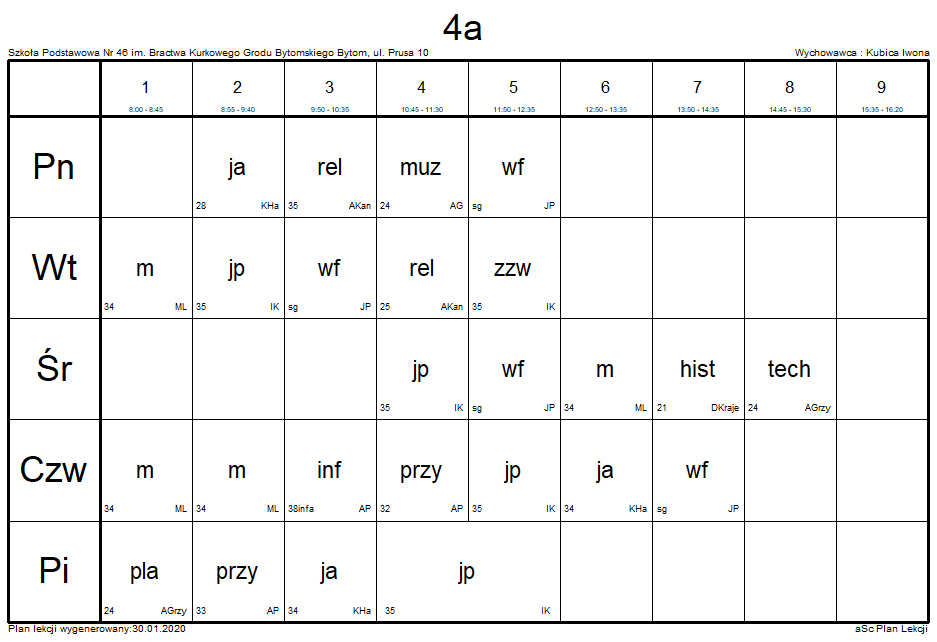 4a
Szkoła Podstawowa Nr 46 im. Bractwa Kurkowego Grodu Bytomskiego Bytom, ul. Prusa 10 Wychowawca : Kubica Iwona
1 2 3 4 5 6 7 8 9
8:00 - 8:45 8:55 - 9:40 9:50 - 10:35 10:45 - 11:30 11:50 - 12:35 12:50 - 13:35 13:50 - 14:35 14:45 - 15:30 15:35 - 16:20
Pn ja rel muz wf
28 KHa 35 AKan 24 AG sg JP
Wt m jp wf rel zzw
34 ML 35 IK sg JP 25 AKan 35 IK
Śr jp wf m hist tech
35 IK sg JP 34 ML 21 DKraje 24 AGrzy
Czw m m inf przy jp ja wf
34 ML 34 ML 38infa AP 32 AP 35 IK 34 KHa sg JP
Pi pla przy ja jp
24 AGrzy 33 AP 34 KHa 35 IK
Plan lekcji wygenerowany:30.01.2020 aSc Plan Lekcji